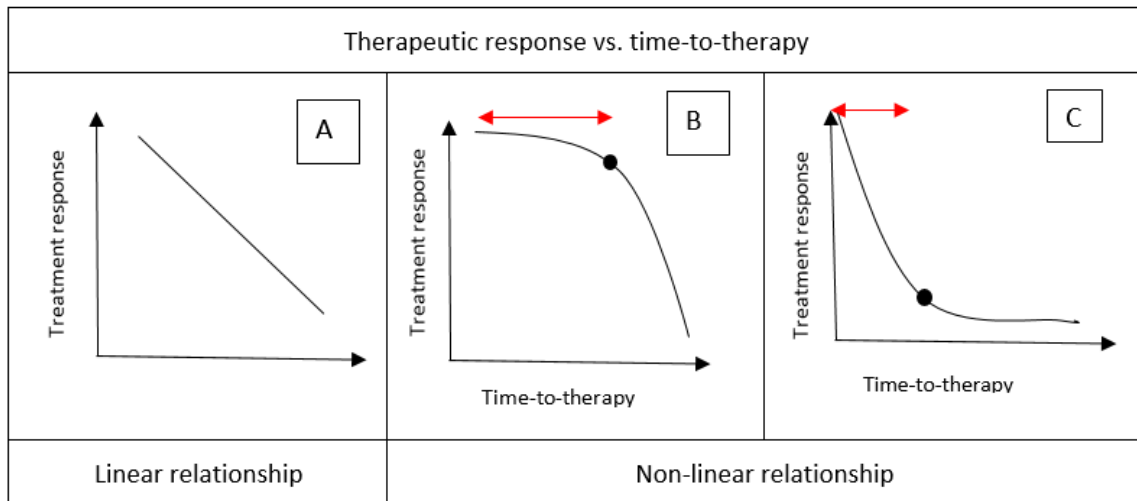 Therapeutic response vs. time-to-therapy
A
Treatment response
B
Treatment response
Time-to-therapy
C
Treatment response
Time-to-therapy
Linear relationship
Non-linear relationship